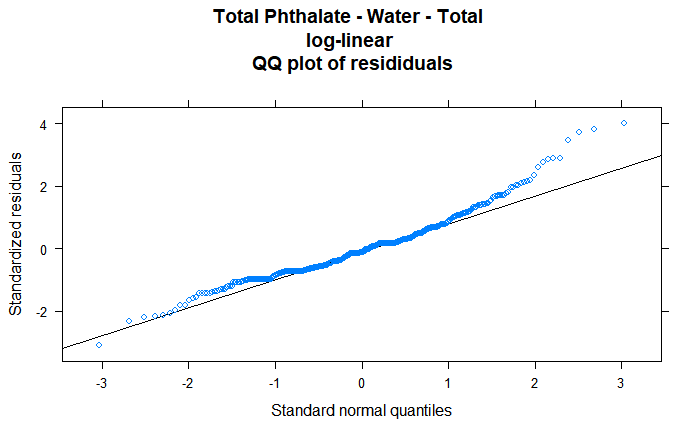 Total Phthalate - Water - Total
log-linear
QQ plot of resididuals
Standardized residuals
4
2
0
-2
-3
-2
-1
0
1
2
3
Standard normal quantiles